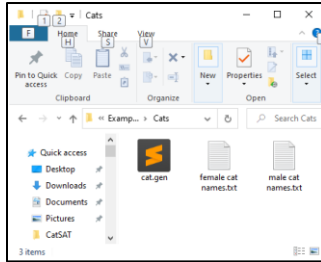 1 2 Cats
F Home Share View
H S V
Pin to Quick access Copy Paste New Properties Select
Clipboard Organize Open
« Examp... › Cats Search Cats
Quick access
Desktop
Downloads
Documents
Pictures
CatSAT
cat.gen
female cat names.txt
male cat names.txt
3 items